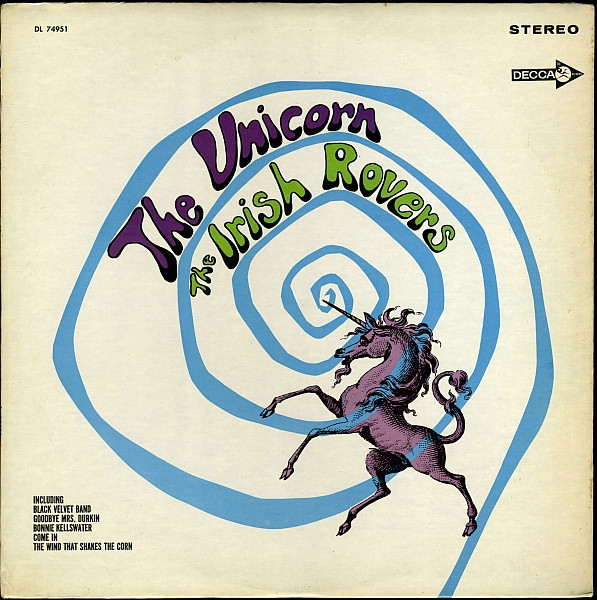 DL 74951
STEREO
DECCA
The Unicorn
The Irish Rovers
INCLUDING
BLACK VELVET BAND
GOODBYE MRS. DURKIN
BONNIE KELLSWATER
COME IN
THE WIND THAT SHAKES THE CORN